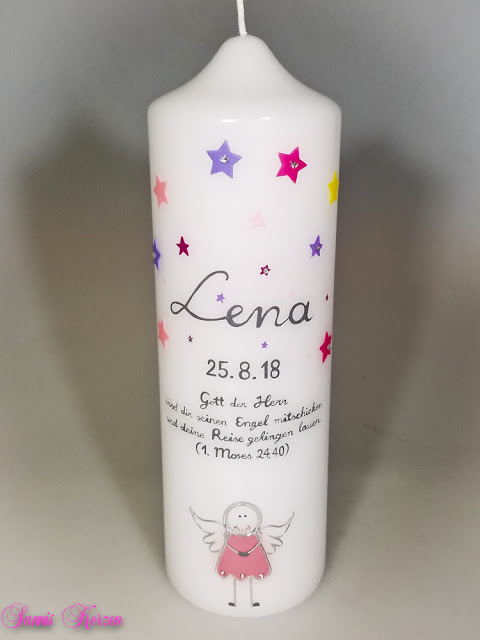 Lena
25.8.18
Gott der Herr
wird dir seinen Engel mitschicken
und deine Reise gelingen lassen
(1. Moses 24,40)
Sannis Kerzen